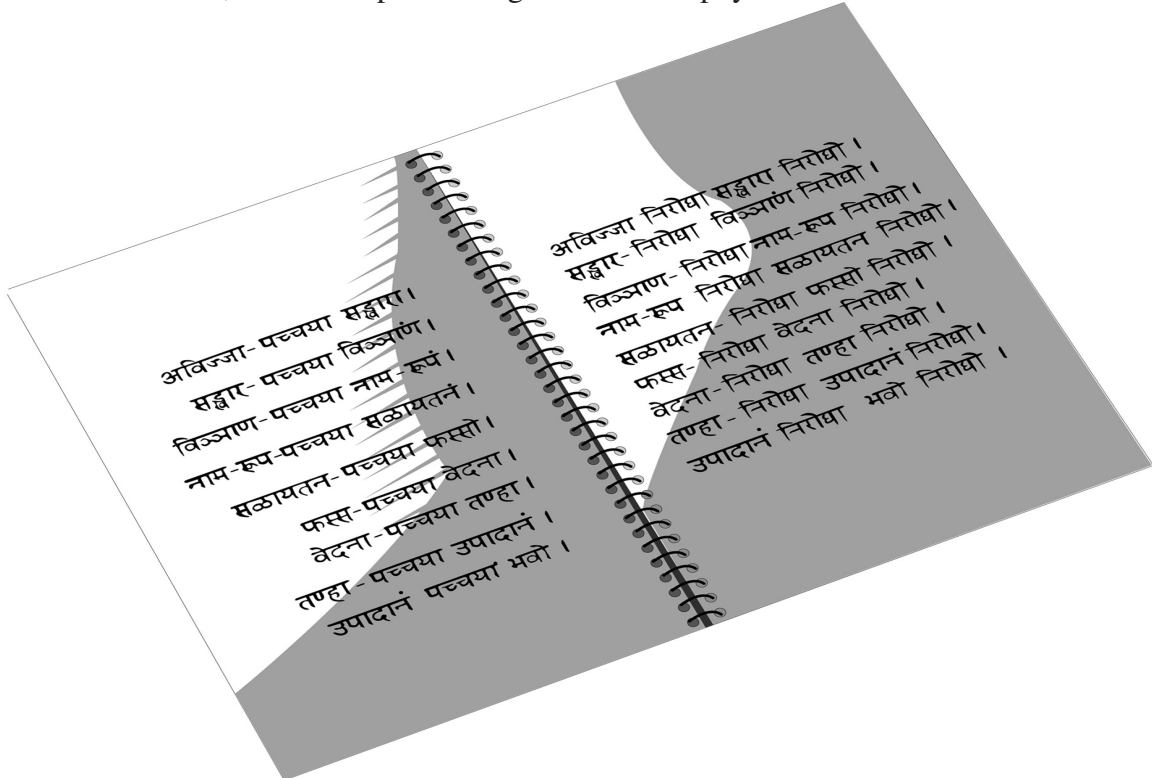 अविज्जा-पच्चया सङ्खारा।
सङ्खार-पच्चया विञ्ञाणं।
विञ्ञाण-पच्चया नाम-रूपं।
नाम-रूप-पच्चया सळायतनं।
सळायतन-पच्चया फस्सो।
फस्स-पच्चया वेदना।
वेदना-पच्चया तण्हा।
तण्हा-पच्चया उपादानं।
उपादानं पच्चया भवो।
अविज्जा निरोधा सङ्खारा निरोधो।
सङ्खार-निरोधा विञ्ञाणं निरोधो।
विञ्ञाण-निरोधा नाम-रूप निरोधो।
नाम-रूप निरोधा सळायतन निरोधो।
सळायतन-निरोधा फस्सो निरोधो।
फस्स-निरोधा वेदना निरोधो।
वेदना-निरोधा तण्हा निरोधो।
तण्हा-निरोधा उपादानं निरोधो।
उपादानं निरोधा भवो निरोधो।